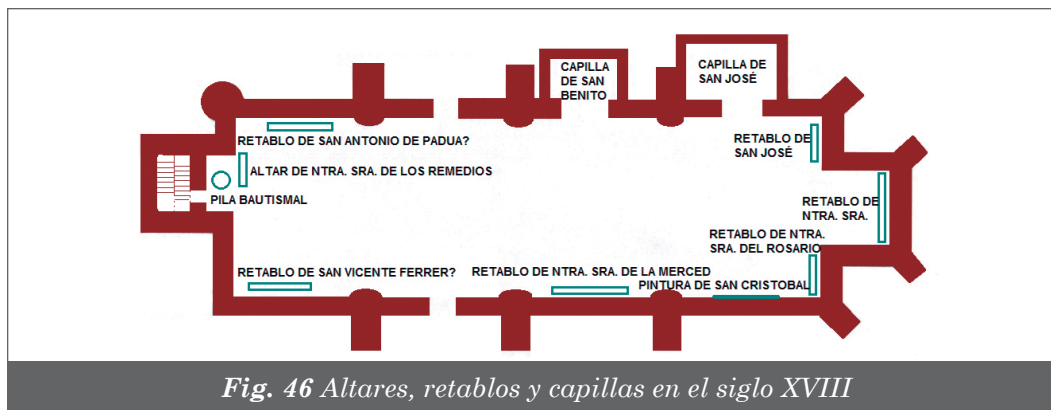 CAPILLA
DE SAN
BENITO
CAPILLA DE
SAN JOSÉ
RETABLO DE SAN ANTONIO DE PADUA?
RETABLO DE
SAN JOSÉ
ALTAR DE NTRA. SRA. DE LOS REMEDIOS
PILA BAUTISMAL
RETABLO DE
NTRA. SRA.
RETABLO DE NTRA.
SRA. DEL ROSARIO
RETABLO DE SAN VICENTE FERRER?
RETABLO DE NTRA. SRA. DE LA MERCED
PINTURA DE SAN CRISTOBAL
Fig. 46 Altares, retablos y capillas en el siglo XVIII